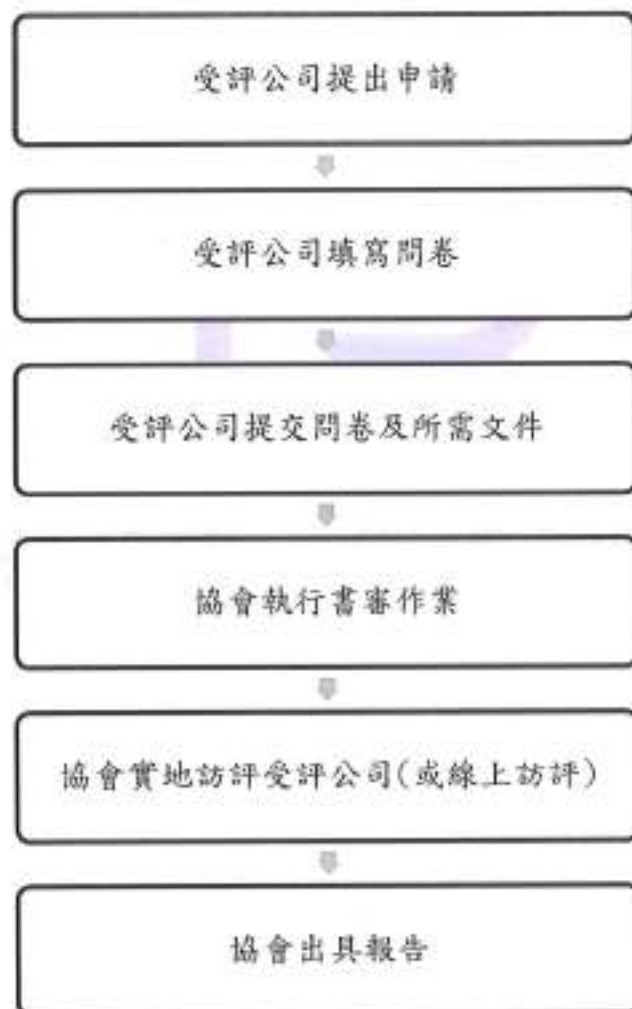 受評公司提出申請
受評公司填寫問卷
受評公司提交問卷及所需文件
協會執行書審作業
協會實地訪評受評公司(或線上訪評)
協會出具報告